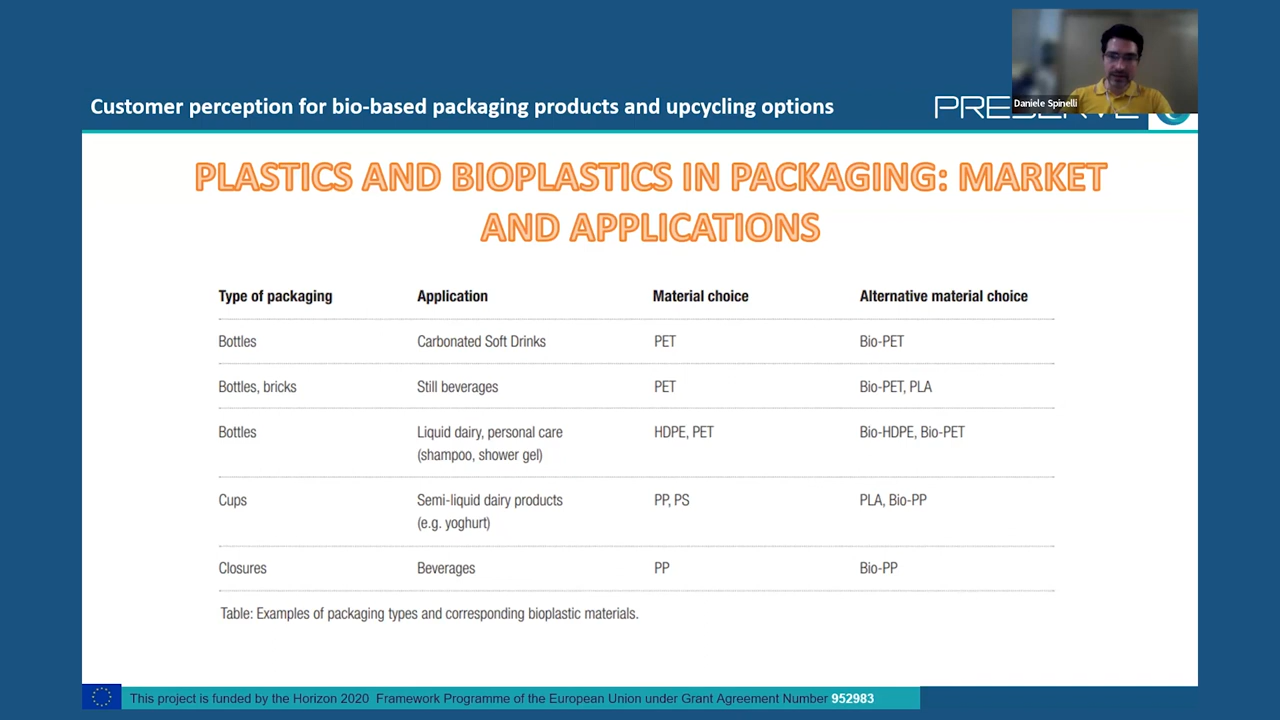 Daniele Spinelli
Customer perception for bio-based packaging products and upcycling options
PRESERVE
PLASTICS AND BIOPLASTICS IN PACKAGING: MARKET
AND APPLICATIONS
Type of packaging Application Material choice Alternative material choice
Bottles Carbonated Soft Drinks PET Bio-PET
Bottles, bricks Still beverages PET Bio-PET, PLA
Bottles Liquid dairy, personal care HDPE, PET Bio-HDPE, Bio-PET
(shampoo, shower gel)
Cups Semi-liquid dairy products PP, PS PLA, Bio-PP
(e.g. yoghurt)
Closures Beverages PP Bio-PP
Table: Examples of packaging types and corresponding bioplastic materials.
This project is funded by the Horizon 2020 Framework Programme of the European Union under Grant Agreement Number 952983